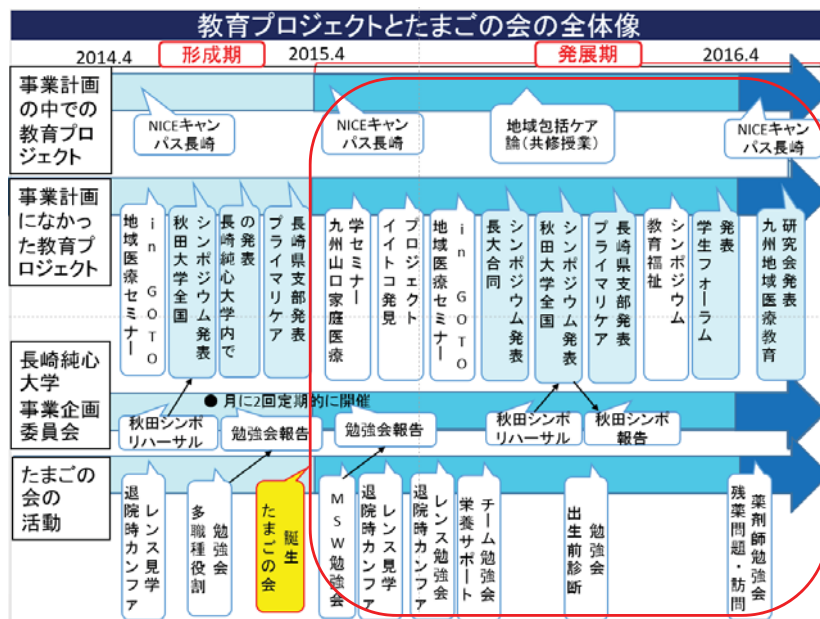 教育プロジェクトとたまごの会の全体像
2014.4
形成期
2015.4
発展期
2016.4
事業計画
の中での
教育プロ
ジェクト
NICEキャン
パス長崎
NICEキャン
パス長崎
地域包括ケア
論(共修授業)
NICEキャン
パス長崎
事業計画
になかっ
た教育プ
ロジェクト
地域医療セミナー
in GOTO
秋田大学全国
シンポジウム発表
長崎純心大学内で
の発表
プライマリケア
長崎県支部発表
九州山口家庭医療
学セミナー
イイトコ発見
プロジェクト
地域医療セミナー
in GOTO
長大合同
シンポジウム発表
秋田大学全国
シンポジウム発表
プライマリケア
長崎県支部発表
教育福祉
シンポジウム
学生フォーラム
発表
九州地域医療教育
研究会発表
長崎純心
大学
事業企画
委員会
● 月に2回定期的に開催
秋田シンポ
リハーサル
勉強会報告
勉強会報告
秋田シンポ
リハーサル
秋田シンポ
報告
たまごの
会の
活動
退院時カンファ
レンス見学
多職種役割
勉強会
たまごの会
誕生
MSW勉強会
退院時カンファ
レンス見学
退院時カンファ
レンス勉強会
栄養サポート
チーム勉強会
出生前診断
勉強会
残薬問題・訪問
薬剤師勉強会